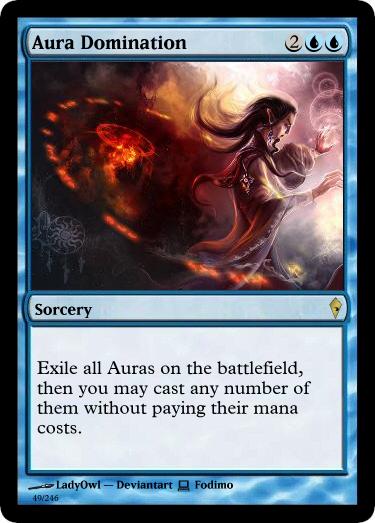 Aura Domination 2
Sorcery
Exile all Auras on the battlefield,
then you may cast any number of
them without paying their mana
costs.
LadyOwl — Deviantart Fodimo
49/246